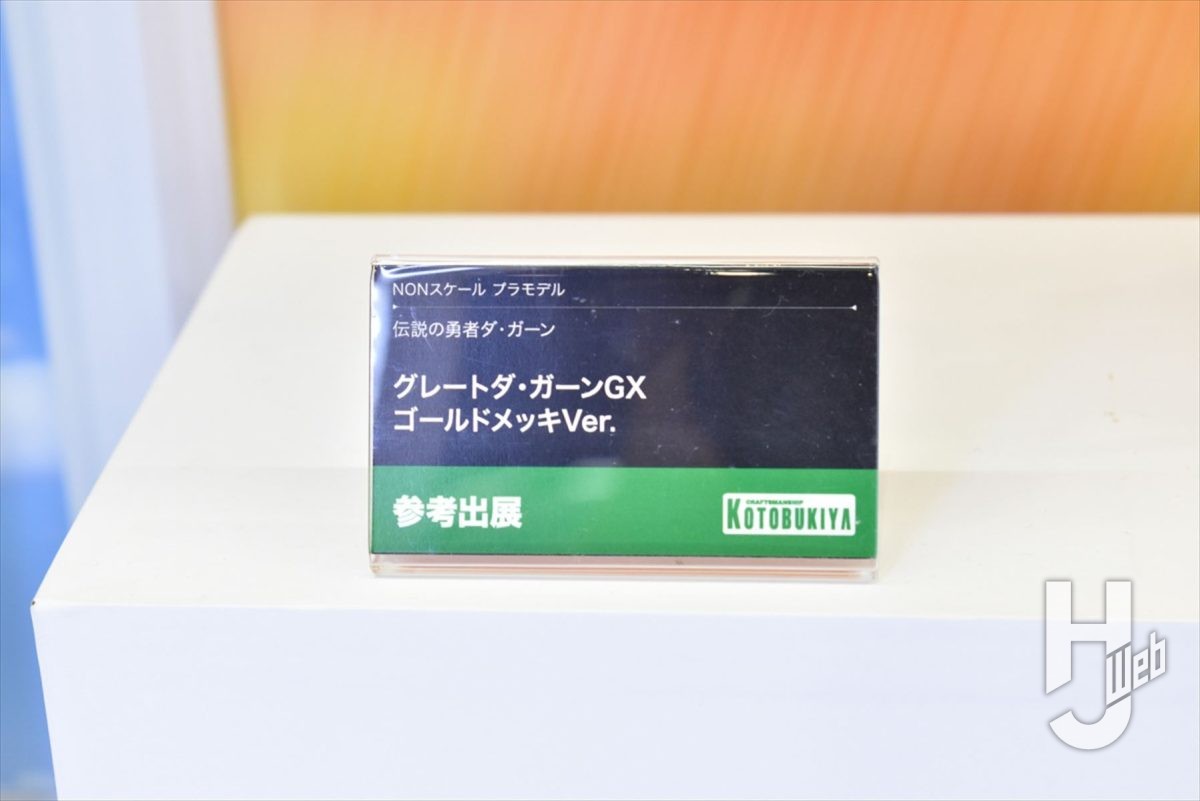 NONスケール プラモデル
伝説の勇者ダ・ガーン
グレートダ・ガーンGX
ゴールドメッキVer.
参考出展
CRAFTSMANSHIP
KOTOBUKIYA
HJ Web